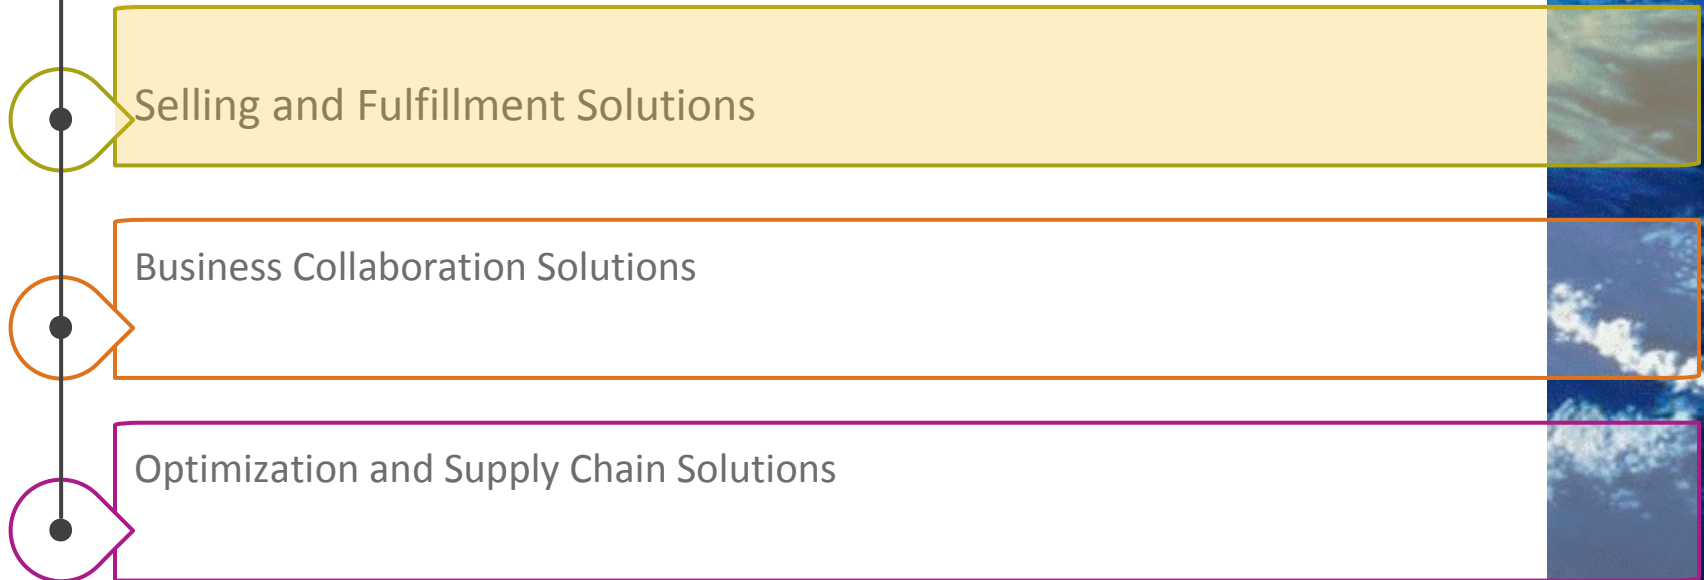 Selling and Fulfillment Solutions
Business Collaboration Solutions
Optimization and Supply Chain Solutions